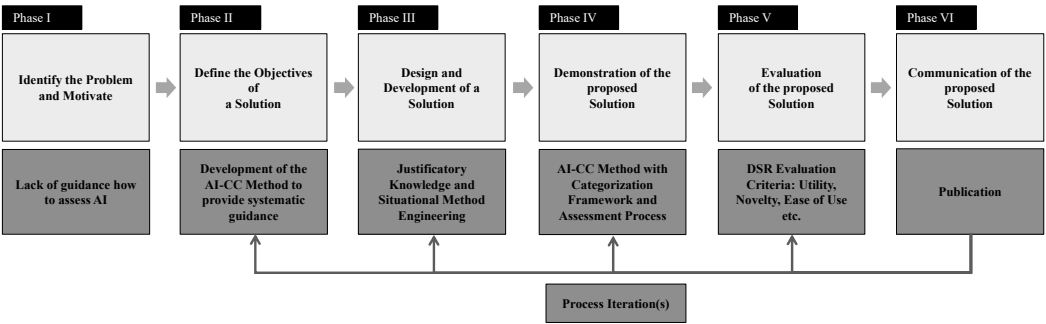 Phase I
Identify the Problem
and Motivate
Lack of guidance how
to assess AI
Phase II
Define the Objectives
of
a Solution
Development of the
AI-CC Method to
provide systematic
guidance
Phase III
Design and
Development of a
Solution
Justificatory
Knowledge and
Situational Method
Engineering
Phase IV
Demonstration of the
proposed
Solution
AI-CC Method with
Categorization
Framework and
Assessment Process
Phase V
Evaluation
of the proposed
Solution
DSR Evaluation
Criteria: Utility,
Novelty, Ease of Use
etc.
Phase VI
Communication of the
proposed
Solution
Publication
Process Iteration(s)